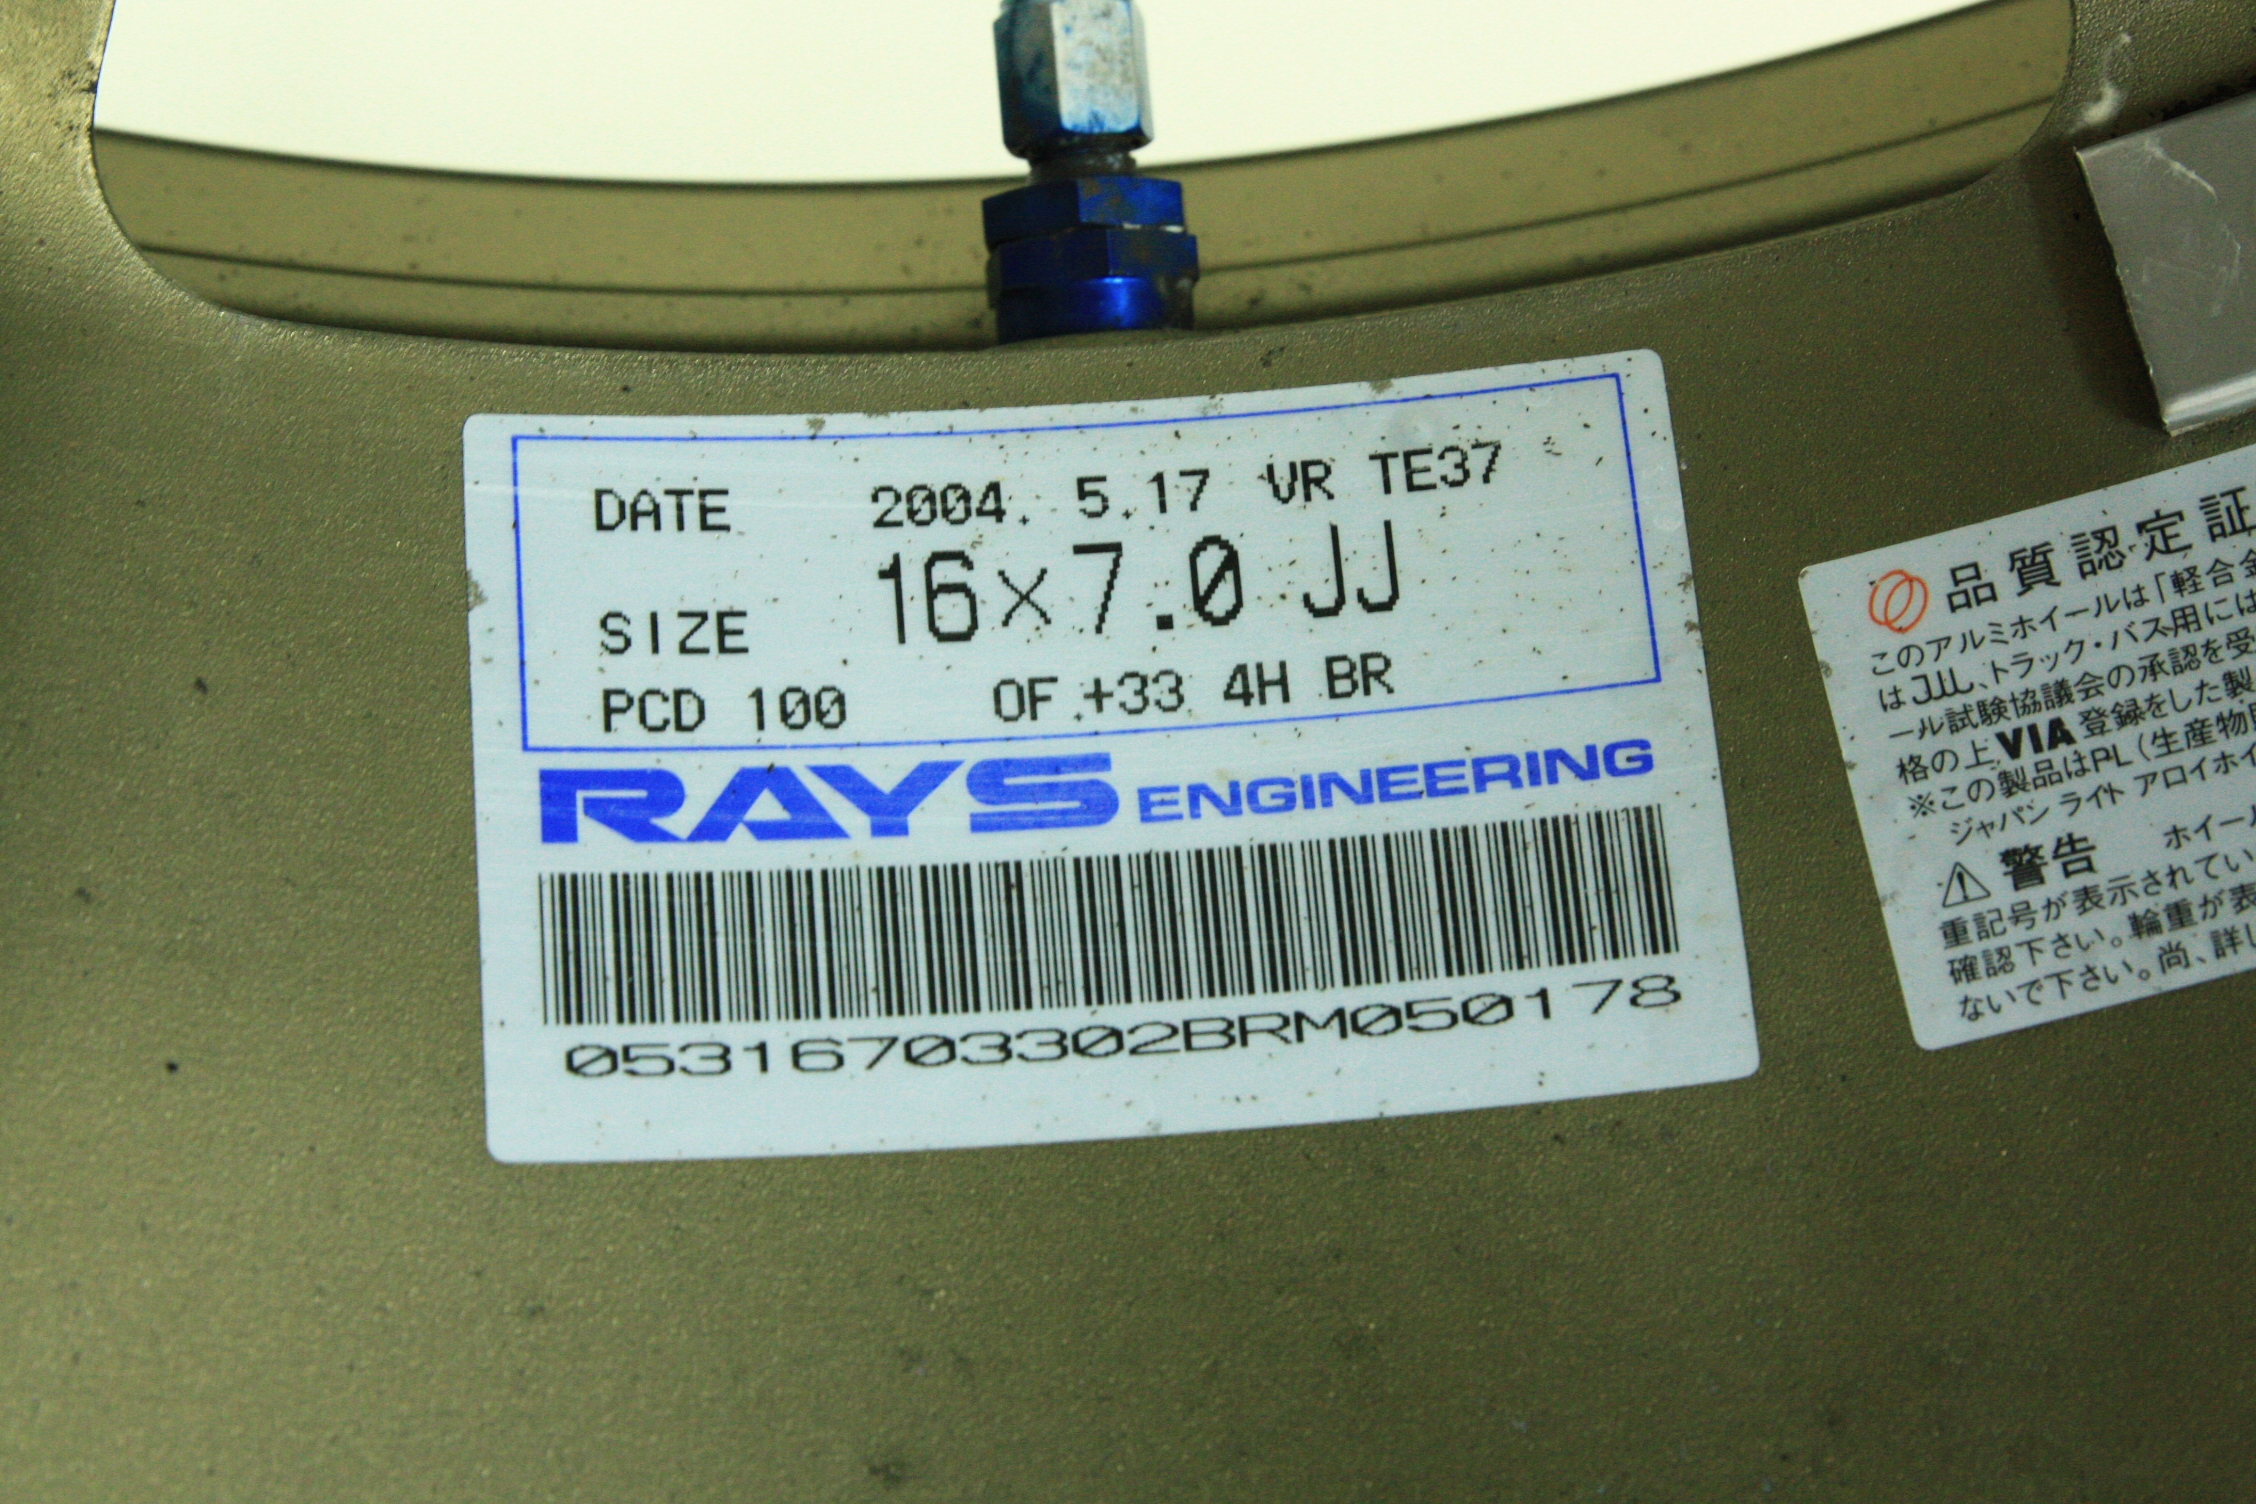 DATE 2004. 5.17 VR TE37
SIZE 16×7.0 JJ
PCD 100 OF.+33 4H BR
RAYS ENGINEERING
05316703302BRM050178
品質認定証
このアルミホイールは「軽合金
はJWL、トラック・バス用には
ール試験協議会の承認を受
格の上、VIA登録をした製
※この製品はPL(生産物
ジャパン ライト アロイホイ
⚠警告 ホイール
重記号が表示されてい
確認下さい。輪重が表
ないで下さい。尚、詳し